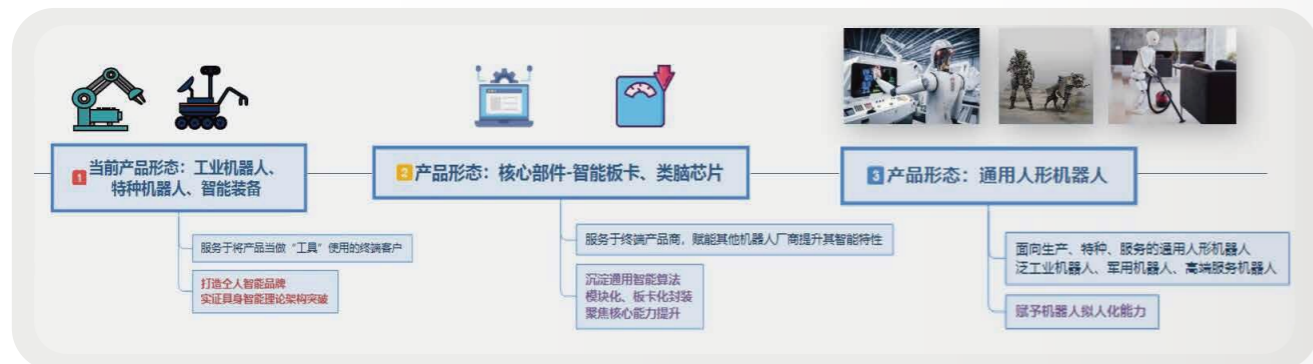 1 当前产品形态：工业机器人、
特种机器人、智能装备
服务于将产品当做“工具”使用的终端客户
打造仝人智能品牌
实证具身智能理论架构突破
2 产品形态：核心部件-智能板卡、类脑芯片
服务于终端产品商，赋能其他机器人厂商提升其智能特性
沉淀通用智能算法
模块化、板卡化封装
聚焦核心能力提升
3 产品形态：通用人形机器人
面向生产、特种、服务的通用人形机器人
泛工业机器人、军用机器人、高端服务机器人
赋予机器人拟人化能力